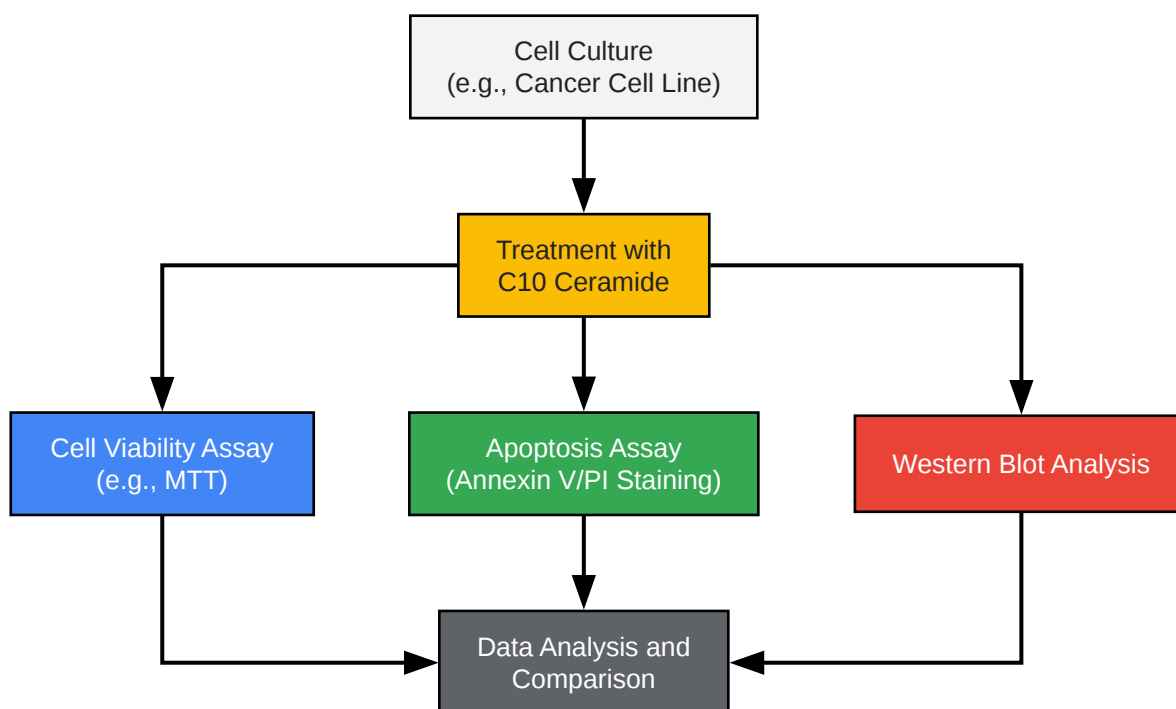 Cell Culture
(e.g., Cancer Cell Line)
Treatment with
C10 Ceramide
Cell Viability Assay
(e.g., MTT)
Apoptosis Assay
(Annexin V/PI Staining)
Western Blot Analysis
Data Analysis and
Comparison